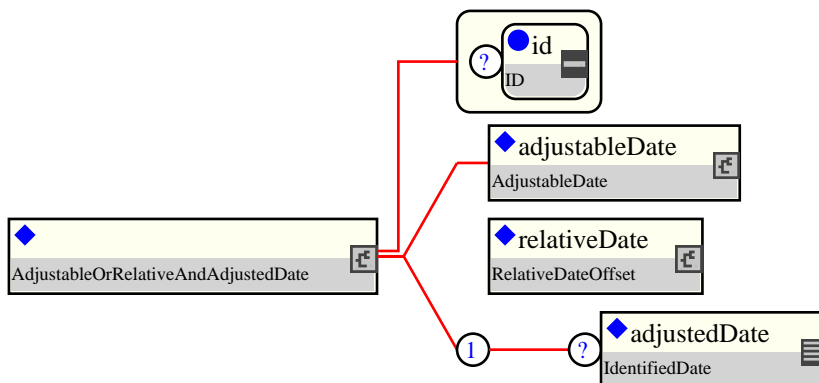 id
?
ID
adjustableDate
AdjustableDate
AdjustableOrRelativeAndAdjustedDate
relativeDate
RelativeDateOffset
1
?
adjustedDate
IdentifiedDate